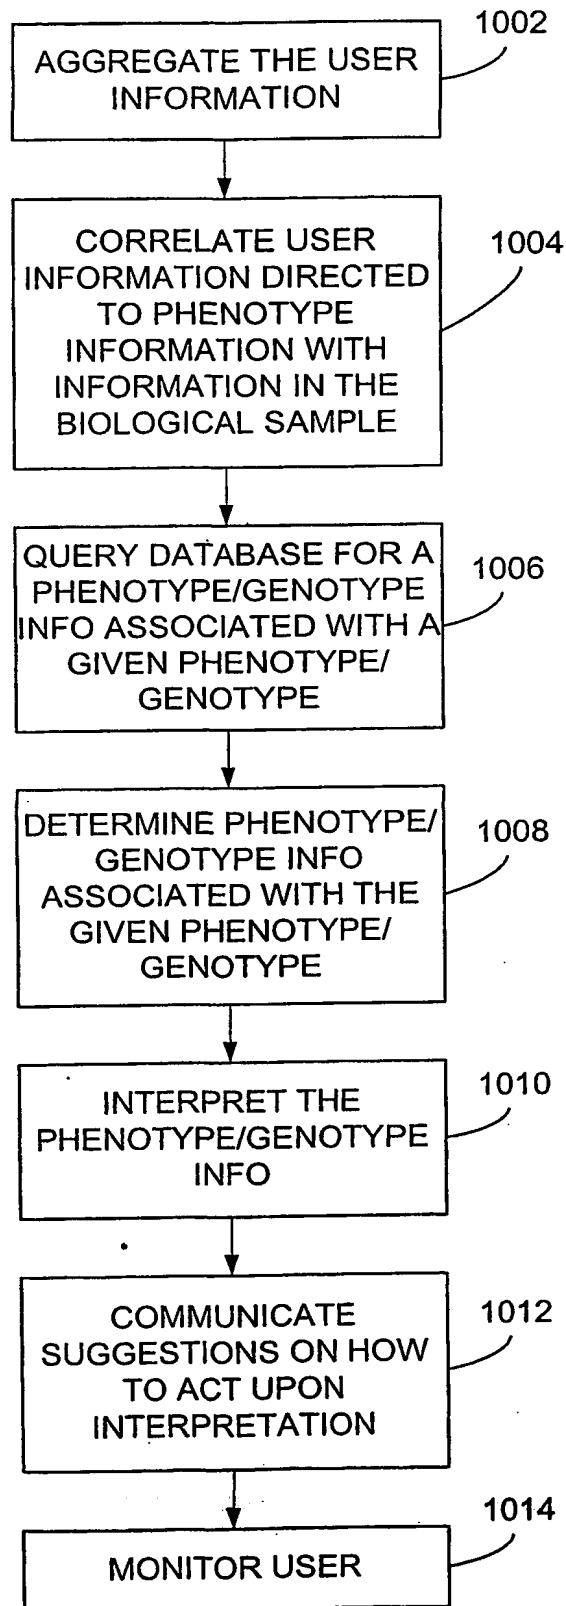 1002
AGGREGATE THE USER
INFORMATION
1004
CORRELATE USER
INFORMATION DIRECTED
TO PHENOTYPE
INFORMATION WITH
INFORMATION IN THE
BIOLOGICAL SAMPLE
1006
QUERY DATABASE FOR A
PHENOTYPE/GENOTYPE
INFO ASSOCIATED WITH A
GIVEN PHENOTYPE/
GENOTYPE
1008
DETERMINE PHENOTYPE/
GENOTYPE INFO
ASSOCIATED WITH THE
GIVEN PHENOTYPE/
GENOTYPE
1010
INTERPRET THE
PHENOTYPE/GENOTYPE
INFO
1012
COMMUNICATE
SUGGESTIONS ON HOW
TO ACT UPON
INTERPRETATION
1014
MONITOR USER